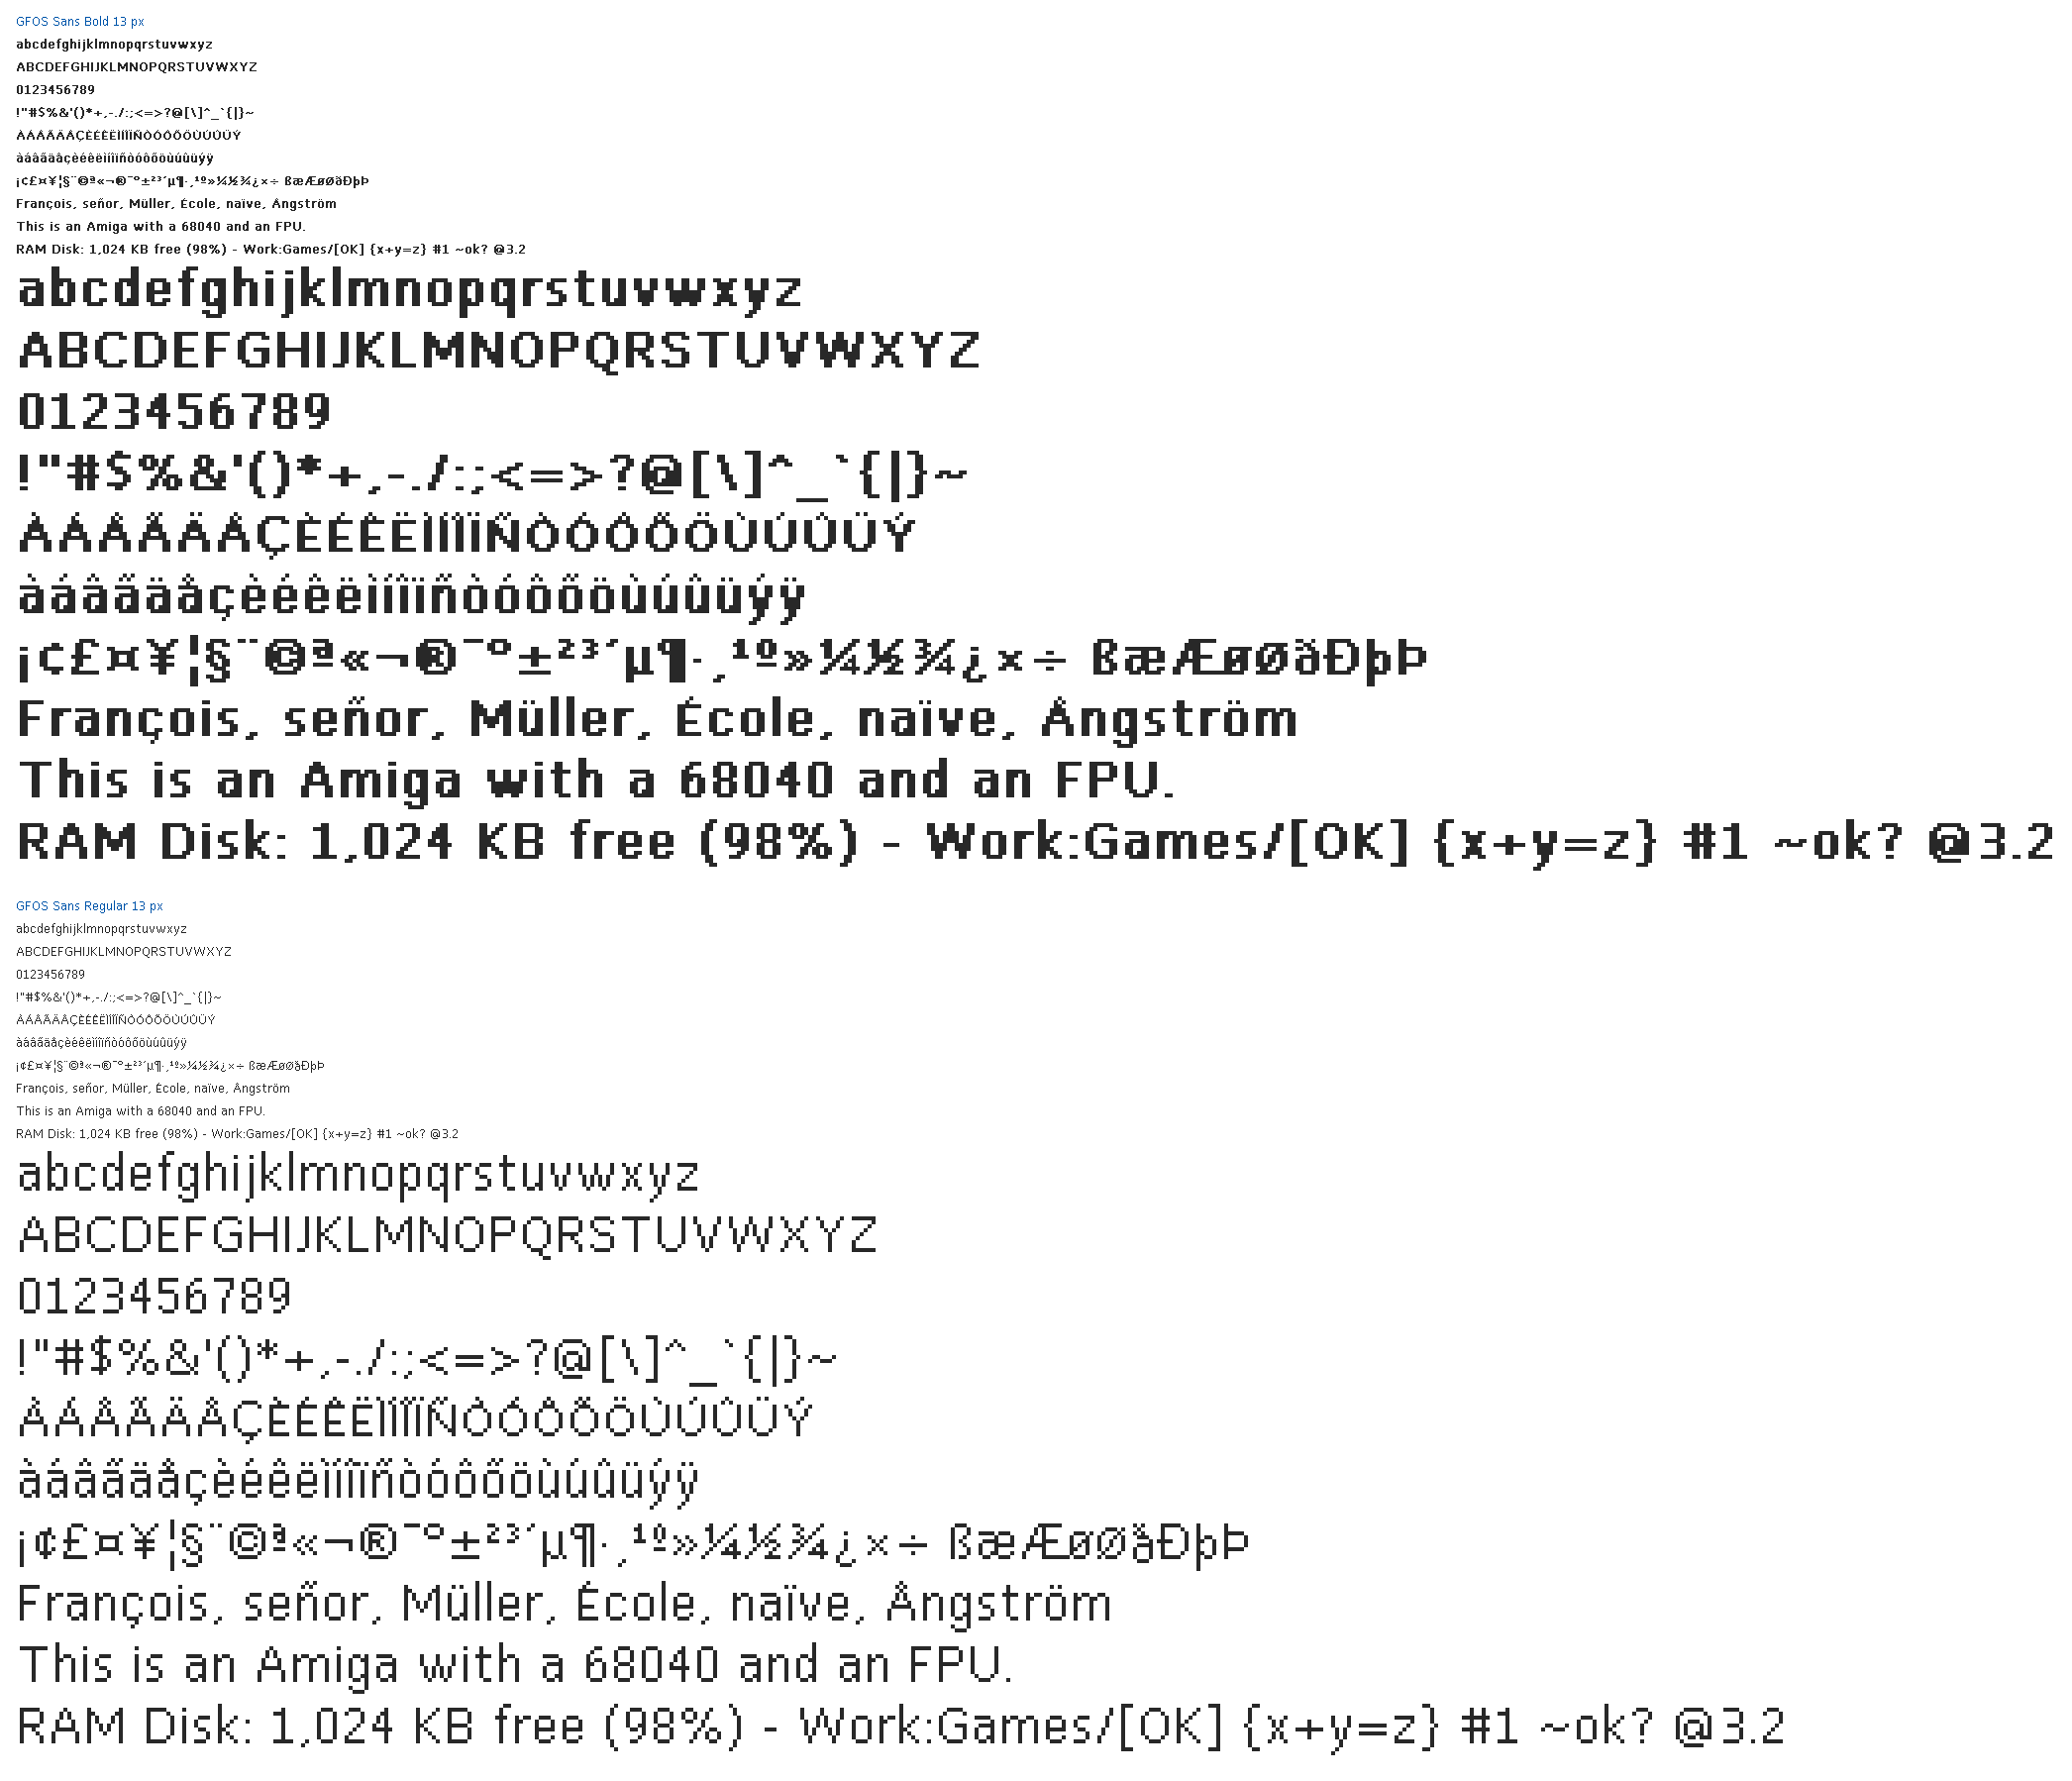 GFOS Sans Bold 13 px
abcdefghijklmnopqrstuvwxyz
ABCDEFGHIJKLMNOPQRSTUVWXYZ
0123456789
!"#$%&'()*+,-./:;<=>?@[\]^_`{|}~
ÀÁÂÃÄÅÇÈÉÊËÌÍÎÏÑÒÓÔÕÖÙÚÛÜÝ
àáâãäåçèéêëìíîïñòóôõöùúûüýÿ
¡¢£¤¥¦§¨©ª«¬®¯°±²³´µ¶·¸¹º»¼½¾¿×÷ ßæÆøØðÐþÞ
François, señor, Müller, École, naïve, Ångström
This is an Amiga with a 68040 and an FPU.
RAM Disk: 1,024 KB free (98%) - Work:Games/[OK] {x+y=z} #1 ~ok? @3.2
abcdefghijklmnopqrstuvwxyz
ABCDEFGHIJKLMNOPQRSTUVWXYZ
0123456789
!"#$%&'()*+,-./:;<=>?@[\]^_`{|}~
ÀÁÂÃÄÅÇÈÉÊËÌÍÎÏÑÒÓÔÕÖÙÚÛÜÝ
àáâãäåçèéêëìíîïñòóôõöùúûüýÿ
¡¢£¤¥¦§¨©ª«¬®¯°±²³´µ¶·¸¹º»¼½¾¿×÷ ßæÆøØðÐþÞ
François, señor, Müller, École, naïve, Ångström
This is an Amiga with a 68040 and an FPU.
RAM Disk: 1,024 KB free (98%) - Work:Games/[OK] {x+y=z} #1 ~ok? @3.2
GFOS Sans Regular 13 px
abcdefghijklmnopqrstuvwxyz
ABCDEFGHIJKLMNOPQRSTUVWXYZ
0123456789
!"#$%&'()*+,-./:;<=>?@[\]^_`{|}~
ÀÁÂÃÄÅÇÈÉÊËÌÍÎÏÑÒÓÔÕÖÙÚÛÜÝ
àáâãäåçèéêëìíîïñòóôõöùúûüýÿ
¡¢£¤¥¦§¨©ª«¬®¯°±²³´µ¶·¸¹º»¼½¾¿×÷ ßæÆøØðÐþÞ
François, señor, Müller, École, naïve, Ångström
This is an Amiga with a 68040 and an FPU.
RAM Disk: 1,024 KB free (98%) - Work:Games/[OK] {x+y=z} #1 ~ok? @3.2
abcdefghijklmnopqrstuvwxyz
ABCDEFGHIJKLMNOPQRSTUVWXYZ
0123456789
!"#$%&'()*+,-./:;<=>?@[\]^_`{|}~
ÀÁÂÃÄÅÇÈÉÊËÌÍÎÏÑÒÓÔÕÖÙÚÛÜÝ
àáâãäåçèéêëìíîïñòóôõöùúûüýÿ
¡¢£¤¥¦§¨©ª«¬®¯°±²³´µ¶·¸¹º»¼½¾¿×÷ ßæÆøØðÐþÞ
François, señor, Müller, École, naïve, Ångström
This is an Amiga with a 68040 and an FPU.
RAM Disk: 1,024 KB free (98%) - Work:Games/[OK] {x+y=z} #1 ~ok? @3.2